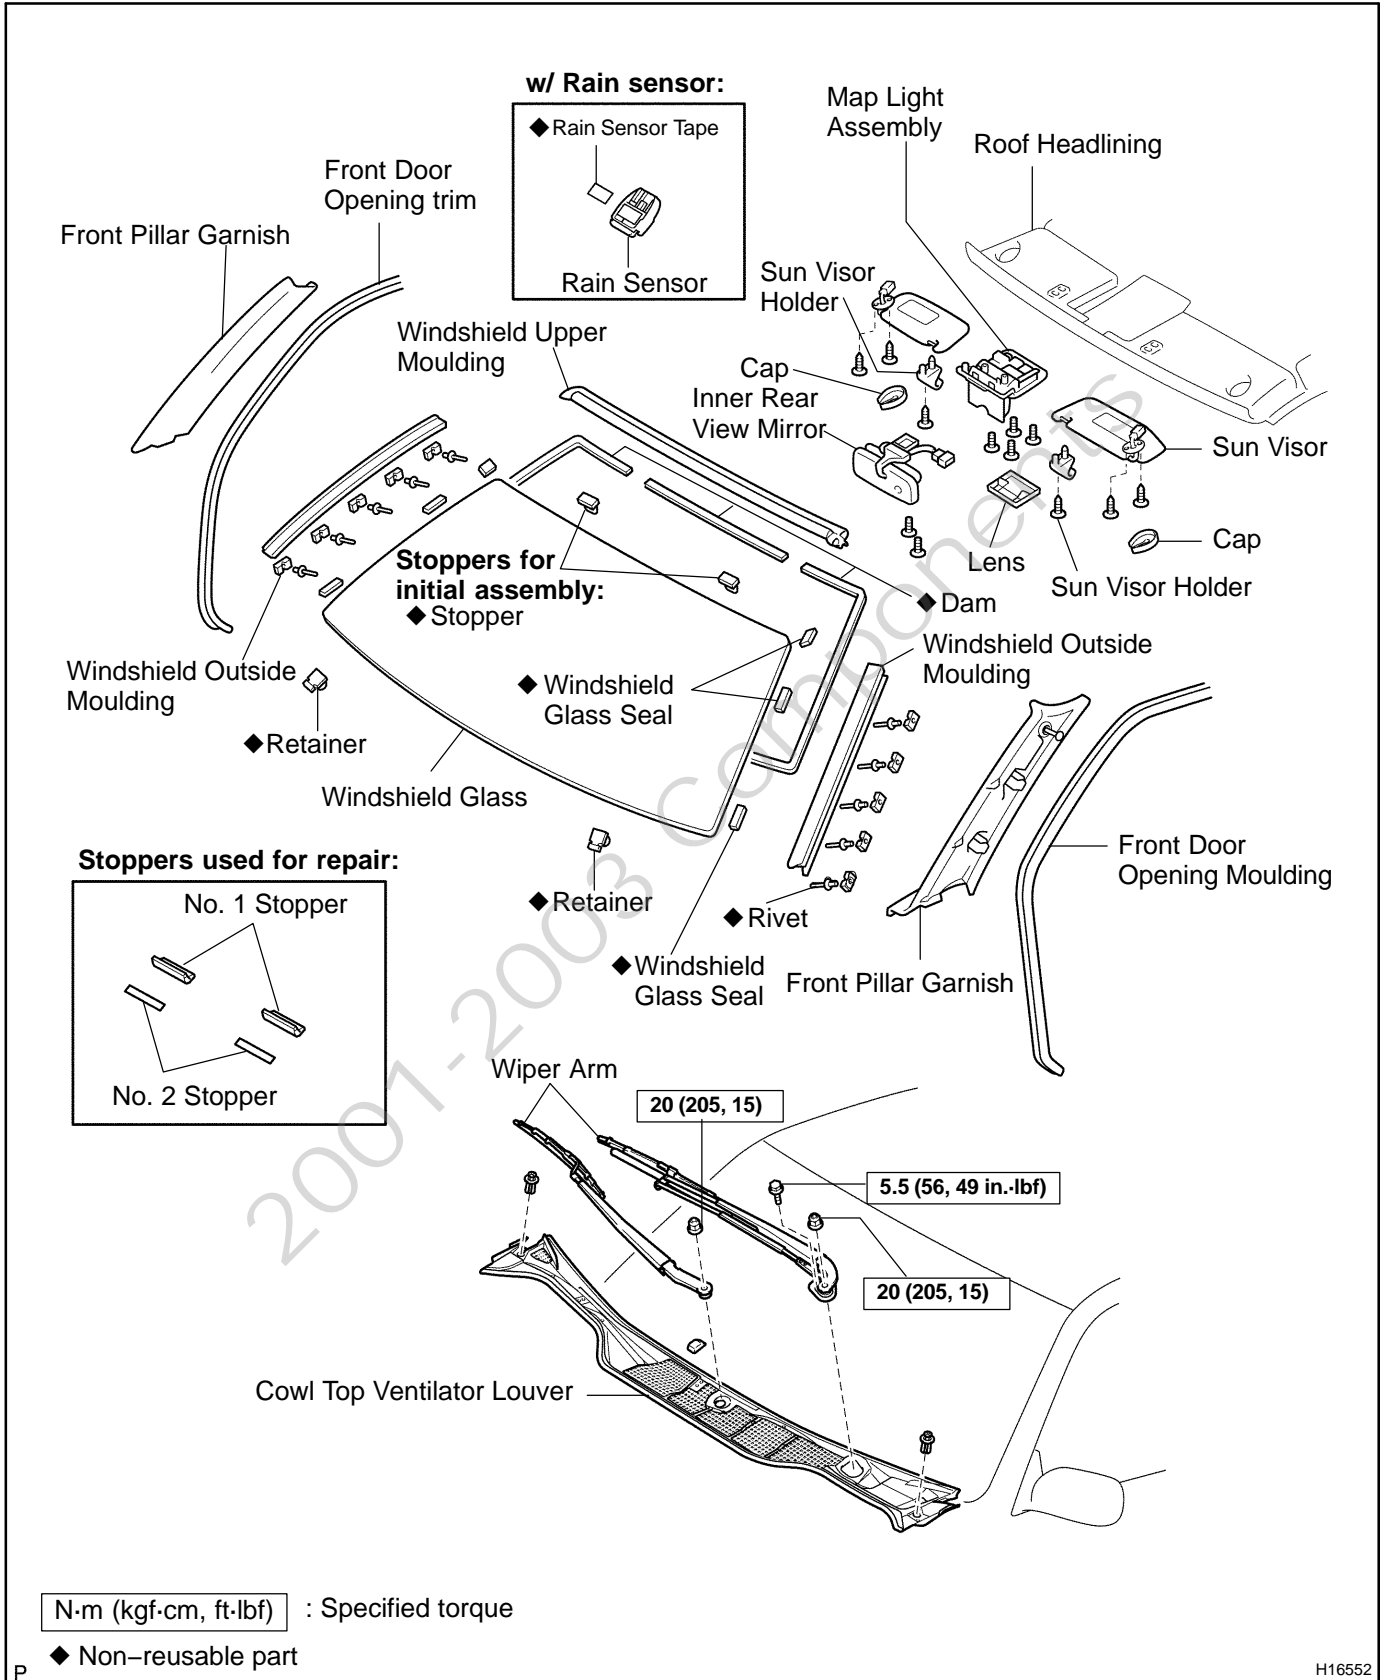 w/ Rain sensor:
◆ Rain Sensor Tape
Rain Sensor
Map Light
Assembly
Roof Headlining
Front Door
Opening trim
Front Pillar Garnish
Sun Visor
Holder
Windshield Upper
Moulding
Cap
Inner Rear
View Mirror
Sun Visor
Cap
Lens
Sun Visor Holder
Stoppers for
initial assembly:
◆ Stopper
◆ Dam
Windshield Outside
Moulding
Windshield Outside
Moulding
◆ Windshield
Glass Seal
◆ Retainer
Windshield Glass
Front Door
Opening Moulding
Stoppers used for repair:
No. 1 Stopper
No. 2 Stopper
◆ Retainer
◆ Rivet
◆ Windshield
Glass Seal
Front Pillar Garnish
Wiper Arm
20 (205, 15)
5.5 (56, 49 in.·lbf)
20 (205, 15)
Cowl Top Ventilator Louver
2001-2003 Components
N·m (kgf·cm, ft·lbf) : Specified torque
◆ Non−reusable part
P
H16552